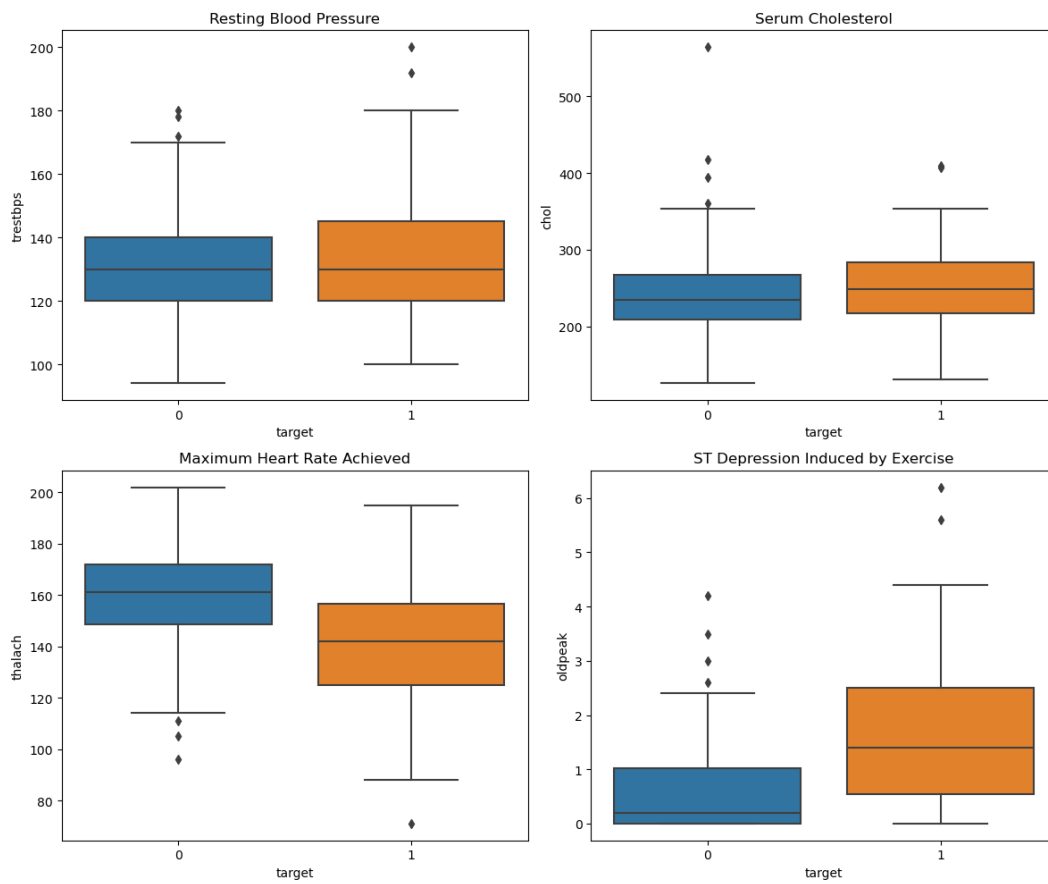 Resting Blood Pressure
trestbps
200
180
160
140
120
100
0 1
target
Serum Cholesterol
chol
500
400
300
200
0 1
target
Maximum Heart Rate Achieved
thalach
200
180
160
140
120
100
80
0 1
target
ST Depression Induced by Exercise
oldpeak
6
5
4
3
2
1
0
0 1
target